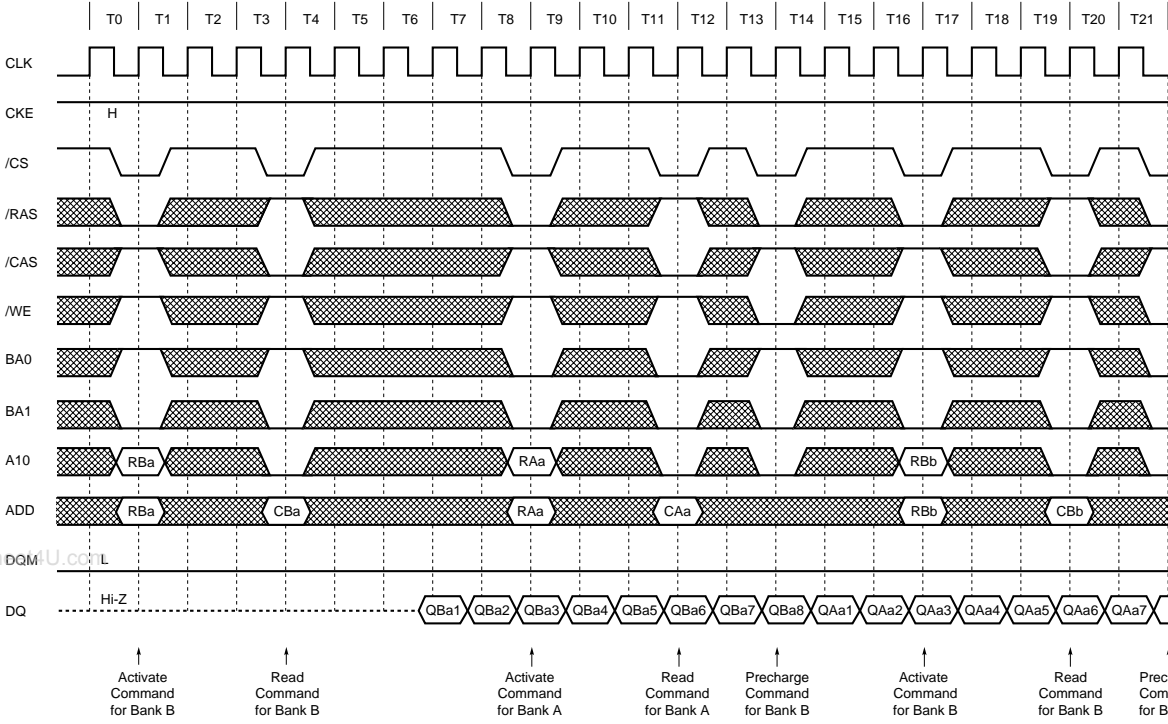 T0 T1 T2 T3 T4 T5 T6 T7 T8 T9 T10 T11 T12 T13 T14 T15 T16 T17 T18 T19 T20 T21
CLK
CKE H
/CS
/RAS
/CAS
/WE
BA0
BA1
A10 RBa RAa RBb
ADD RBa CBa RAa CAa RBb CBb
DQM L
DQ Hi-Z QBa1 QBa2 QBa3 QBa4 QBa5 QBa6 QBa7 QBa8 QAa1 QAa2 QAa3 QAa4 QAa5 QAa6 QAa7
Activate
Command
for Bank B
Read
Command
for Bank B
Activate
Command
for Bank A
Read
Command
for Bank A
Precharge
Command
for Bank B
Activate
Command
for Bank B
Read
Command
for Bank B
Prec
Com
for B